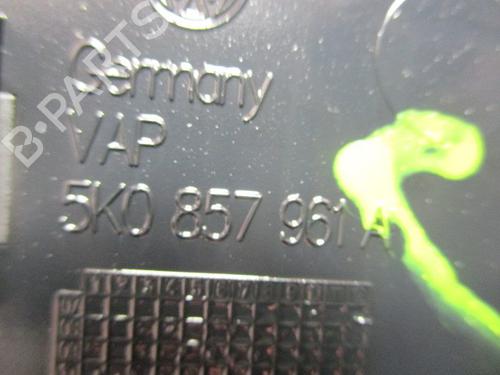 B-PARTS
Germany
VAP
5K0 857 961 A